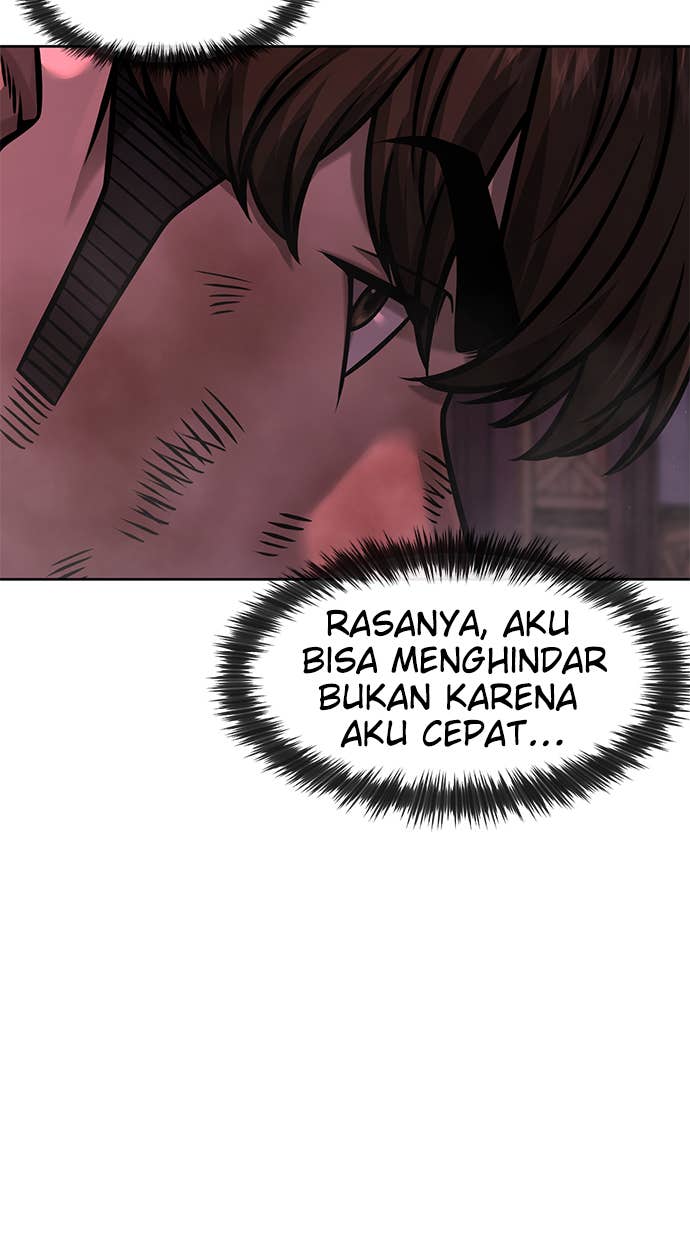 RASANYA, AKU
BISA MENGHINDAR
BUKAN KARENA
AKU CEPAT...